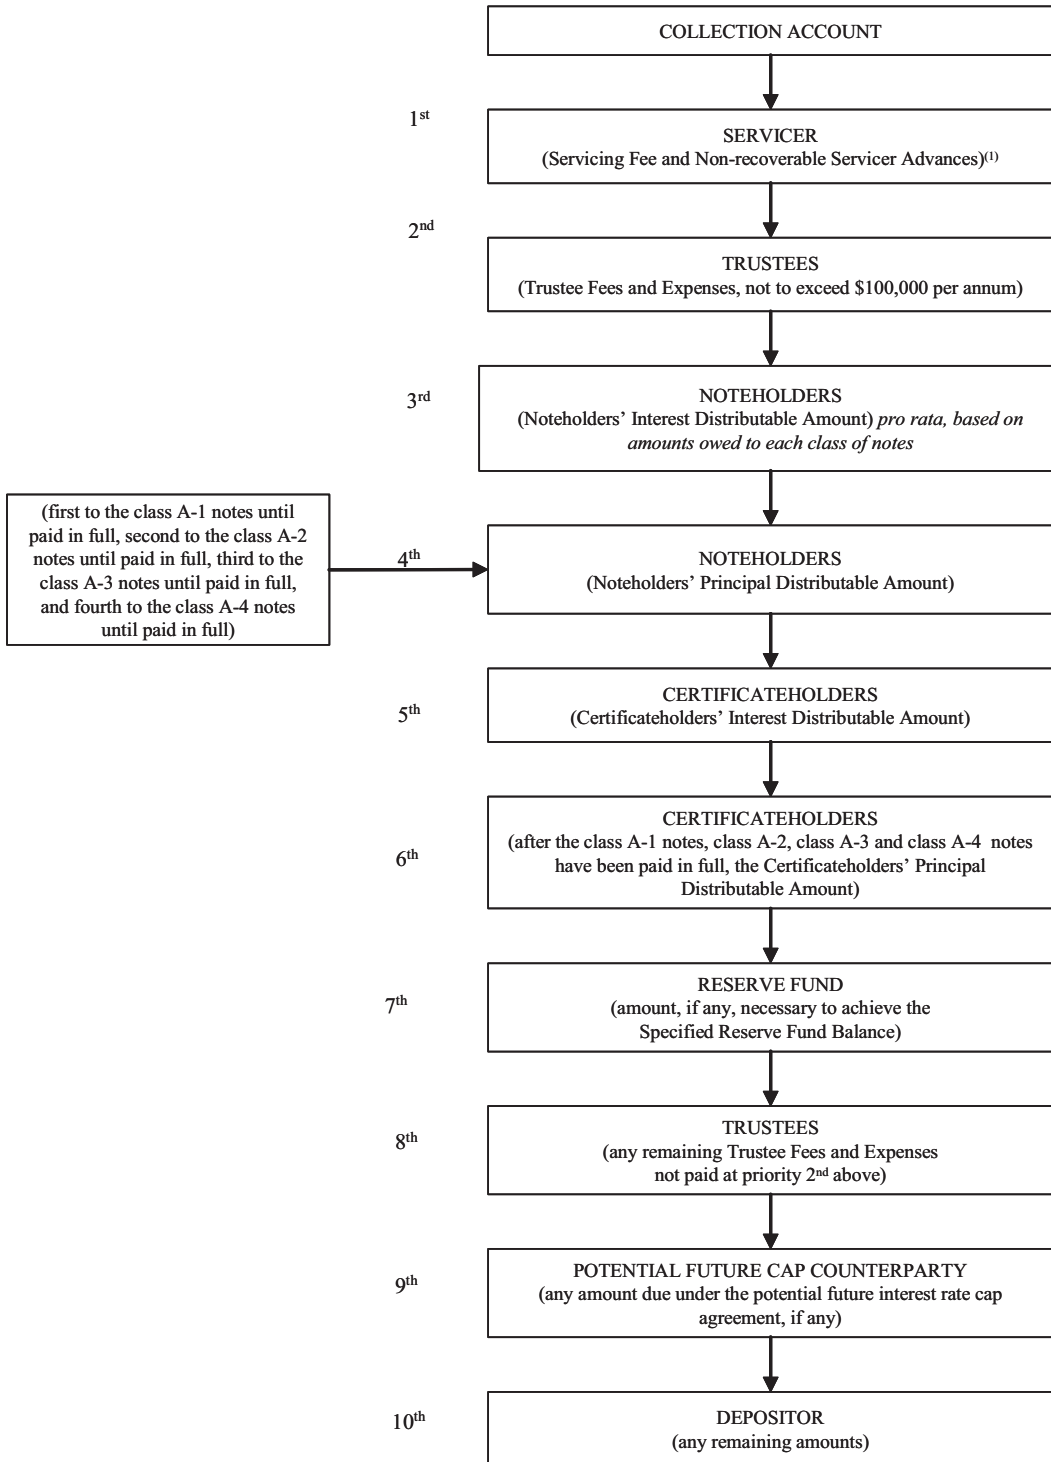 COLLECTION ACCOUNT
1st
SERVICER
(Servicing Fee and Non-recoverable Servicer Advances)(1)
2nd
TRUSTEES
(Trustee Fees and Expenses, not to exceed $100,000 per annum)
3rd
NOTEHOLDERS
(Noteholders’ Interest Distributable Amount) pro rata, based on
amounts owed to each class of notes
(first to the class A-1 notes until
paid in full, second to the class A-2
notes until paid in full, third to the
class A-3 notes until paid in full,
and fourth to the class A-4 notes
until paid in full)
4th
NOTEHOLDERS
(Noteholders’ Principal Distributable Amount)
5th
CERTIFICATEHOLDERS
(Certificateholders’ Interest Distributable Amount)
6th
CERTIFICATEHOLDERS
(after the class A-1 notes, class A-2, class A-3 and class A-4 notes
have been paid in full, the Certificateholders’ Principal
Distributable Amount)
7th
RESERVE FUND
(amount, if any, necessary to achieve the
Specified Reserve Fund Balance)
8th
TRUSTEES
(any remaining Trustee Fees and Expenses
not paid at priority 2nd above)
9th
POTENTIAL FUTURE CAP COUNTERPARTY
(any amount due under the potential future interest rate cap
agreement, if any)
10th
DEPOSITOR
(any remaining amounts)